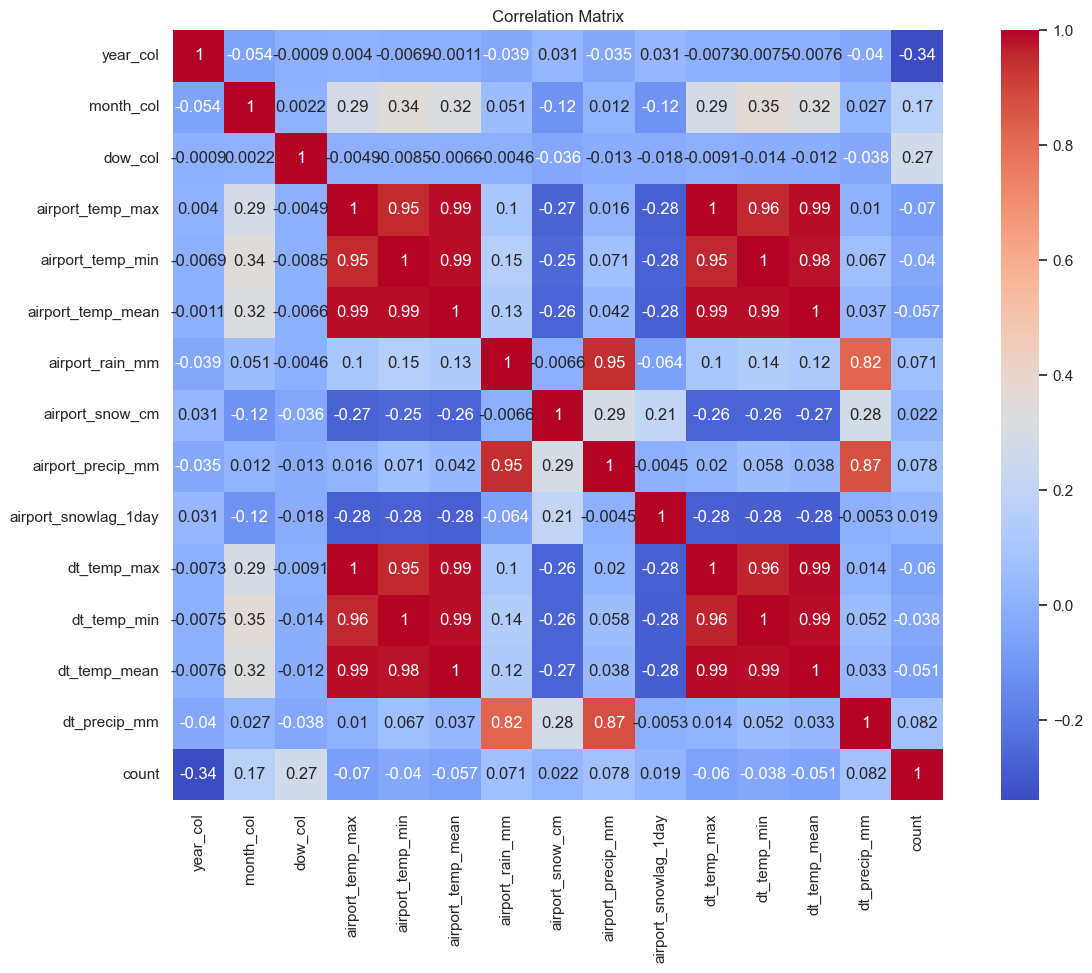 Correlation Matrix
year_col 1 -0.054 -0.0009 0.004 -0.0069 -0.0011 -0.039 0.031 -0.035 0.031 -0.0073 -0.0075 -0.0076 -0.04 -0.34
month_col -0.054 1 0.0022 0.29 0.34 0.32 0.051 -0.12 0.012 -0.12 0.29 0.35 0.32 0.027 0.17
dow_col -0.0009 0.0022 1 -0.0049 -0.0085 -0.0066 -0.0046 -0.036 -0.013 -0.018 -0.0091 -0.014 -0.012 -0.038 0.27
airport_temp_max 0.004 0.29 -0.0049 1 0.95 0.99 0.1 -0.27 0.016 -0.28 1 0.96 0.99 0.01 -0.07
airport_temp_min -0.0069 0.34 -0.0085 0.95 1 0.99 0.15 -0.25 0.071 -0.28 0.95 1 0.98 0.067 -0.04
airport_temp_mean -0.0011 0.32 -0.0066 0.99 0.99 1 0.13 -0.26 0.042 -0.28 0.99 0.99 1 0.037 -0.057
airport_rain_mm -0.039 0.051 -0.0046 0.1 0.15 0.13 1 -0.0066 0.95 -0.064 0.1 0.14 0.12 0.82 0.071
airport_snow_cm 0.031 -0.12 -0.036 -0.27 -0.25 -0.26 -0.0066 1 0.29 0.21 -0.26 -0.26 -0.27 0.28 0.022
airport_precip_mm -0.035 0.012 -0.013 0.016 0.071 0.042 0.95 0.29 1 -0.0045 0.02 0.058 0.038 0.87 0.078
airport_snowlag_1day 0.031 -0.12 -0.018 -0.28 -0.28 -0.28 -0.064 0.21 -0.0045 1 -0.28 -0.28 -0.28 -0.0053 0.019
dt_temp_max -0.0073 0.29 -0.0091 1 0.95 0.99 0.1 -0.26 0.02 -0.28 1 0.96 0.99 0.014 -0.06
dt_temp_min -0.0075 0.35 -0.014 0.96 1 0.99 0.14 -0.26 0.058 -0.28 0.96 1 0.99 0.052 -0.038
dt_temp_mean -0.0076 0.32 -0.012 0.99 0.98 1 0.12 -0.27 0.038 -0.28 0.99 0.99 1 0.033 -0.051
dt_precip_mm -0.04 0.027 -0.038 0.01 0.067 0.037 0.82 0.28 0.87 -0.0053 0.014 0.052 0.033 1 0.082
count -0.34 0.17 0.27 -0.07 -0.04 -0.057 0.071 0.022 0.078 0.019 -0.06 -0.038 -0.051 0.082 1
year_col
month_col
dow_col
airport_temp_max
airport_temp_min
airport_temp_mean
airport_rain_mm
airport_snow_cm
airport_precip_mm
airport_snowlag_1day
dt_temp_max
dt_temp_min
dt_temp_mean
dt_precip_mm
count
1.0
0.8
0.6
0.4
0.2
0.0
−0.2